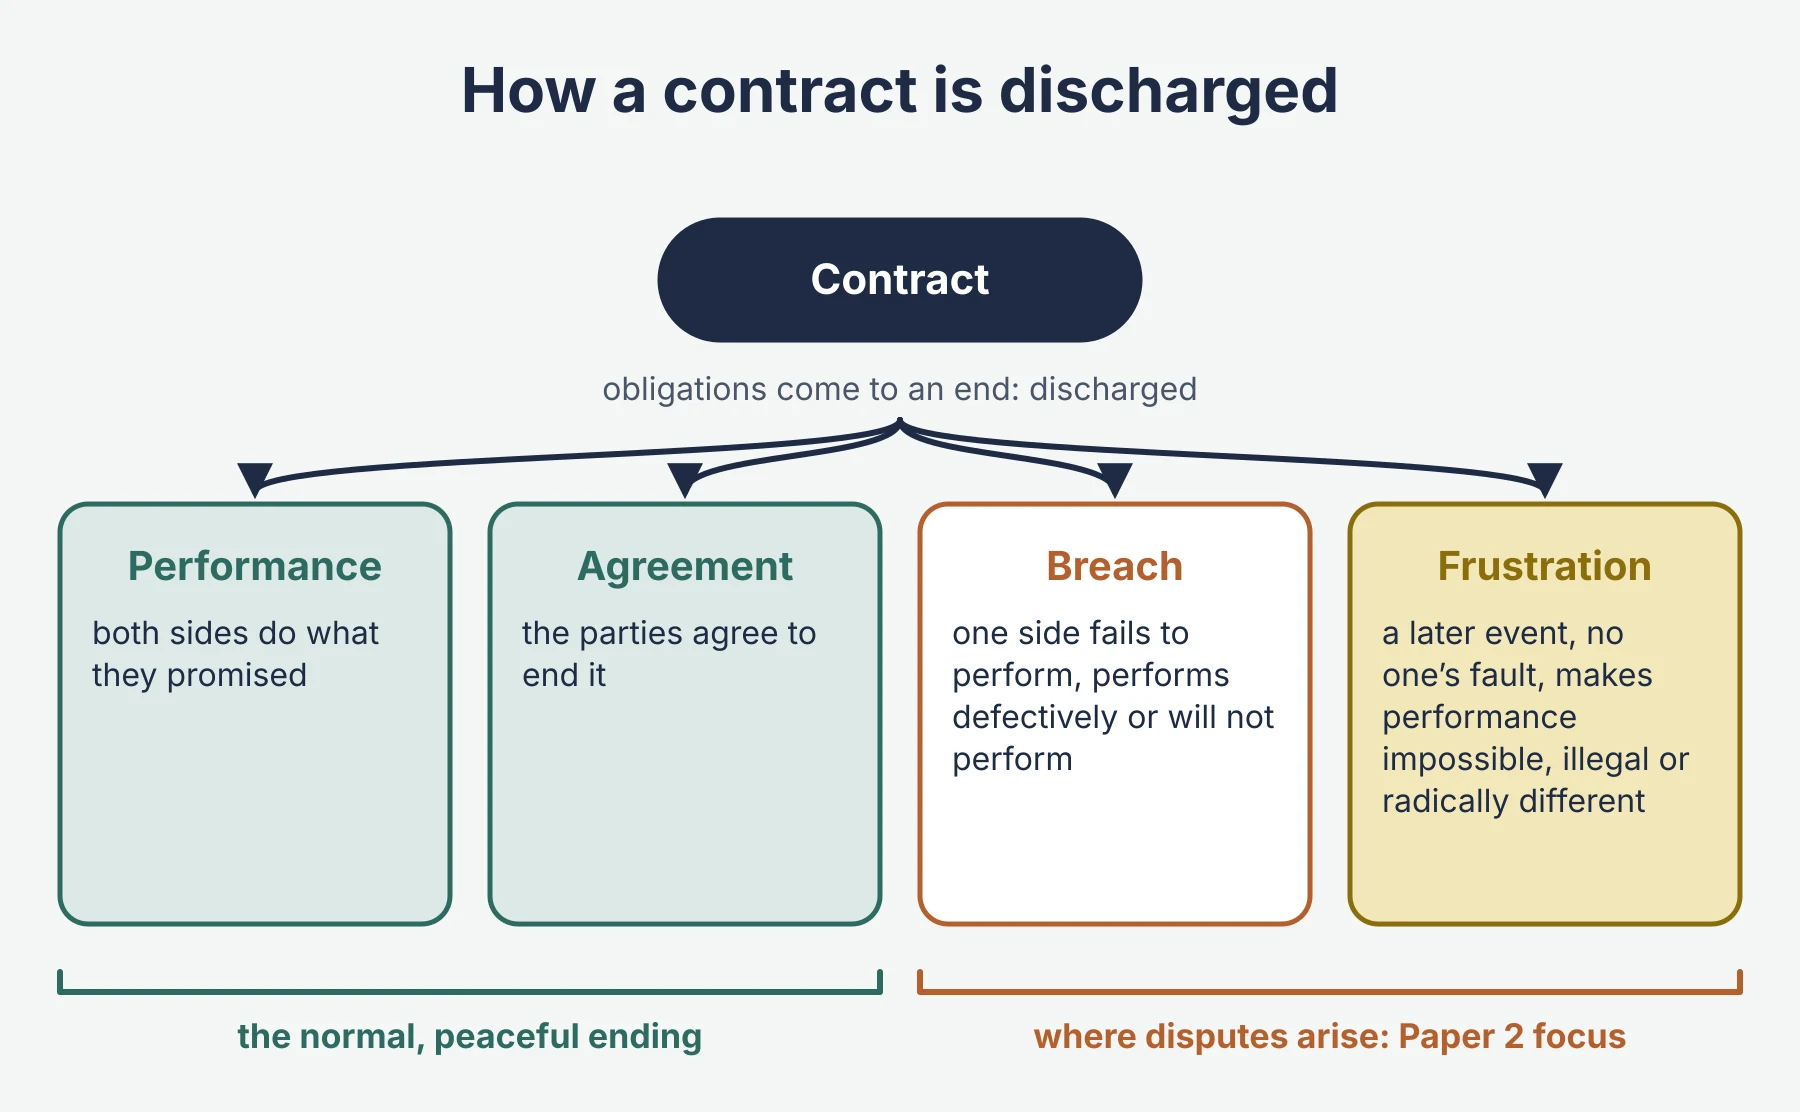 How a contract is discharged
Contract
obligations come to an end: discharged
Performance
both sides do what
they promised
Agreement
the parties agree to
end it
Breach
one side fails to
perform, performs
defectively or will not
perform
Frustration
a later event, no
one’s fault, makes
performance
impossible, illegal or
radically different
the normal, peaceful ending
where disputes arise: Paper 2 focus